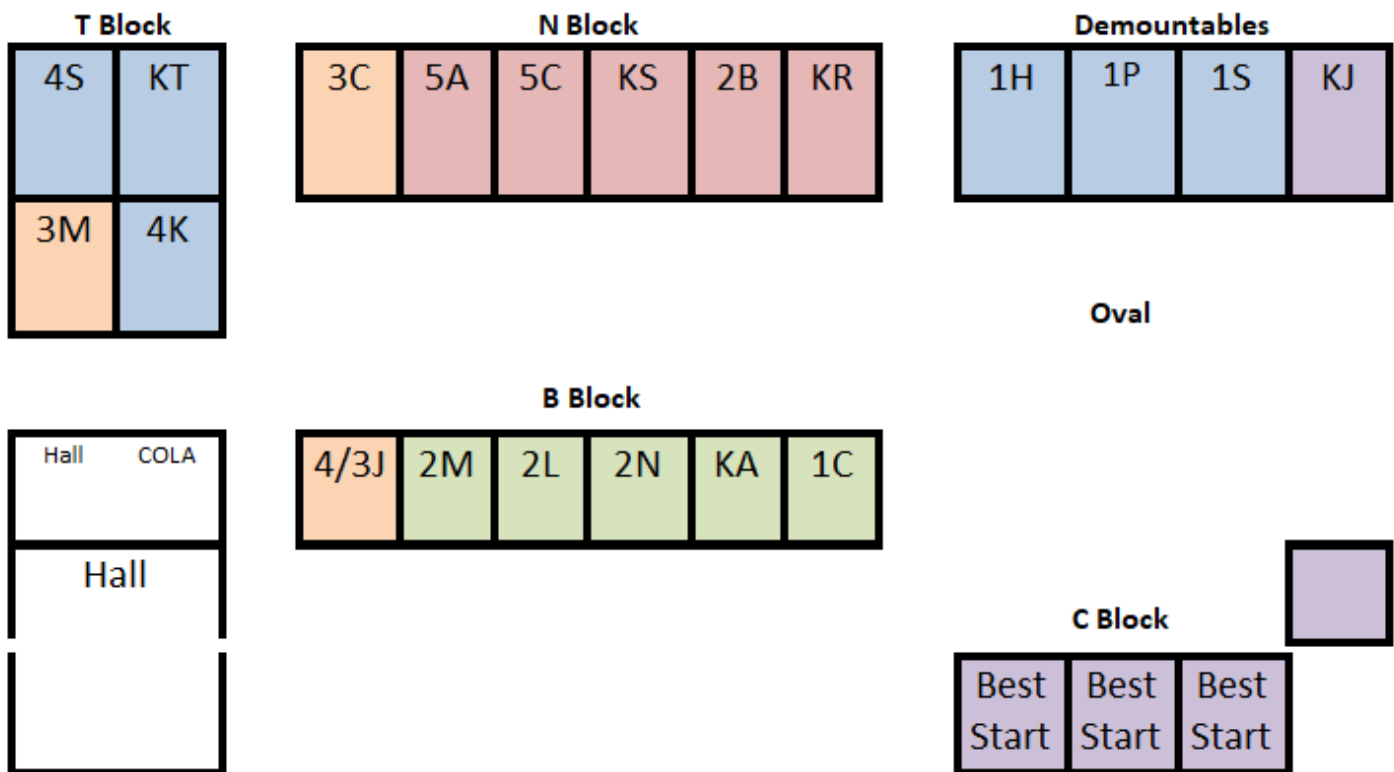 T Block
N Block
Demountables
4S KT
3C 5A 5C KS 2B KR
1H 1P 1S KJ
3M 4K
Oval
B Block
Hall COLA
4/3J 2M 2L 2N KA 1C
Hall
C Block
Best Best Best
Start Start Start